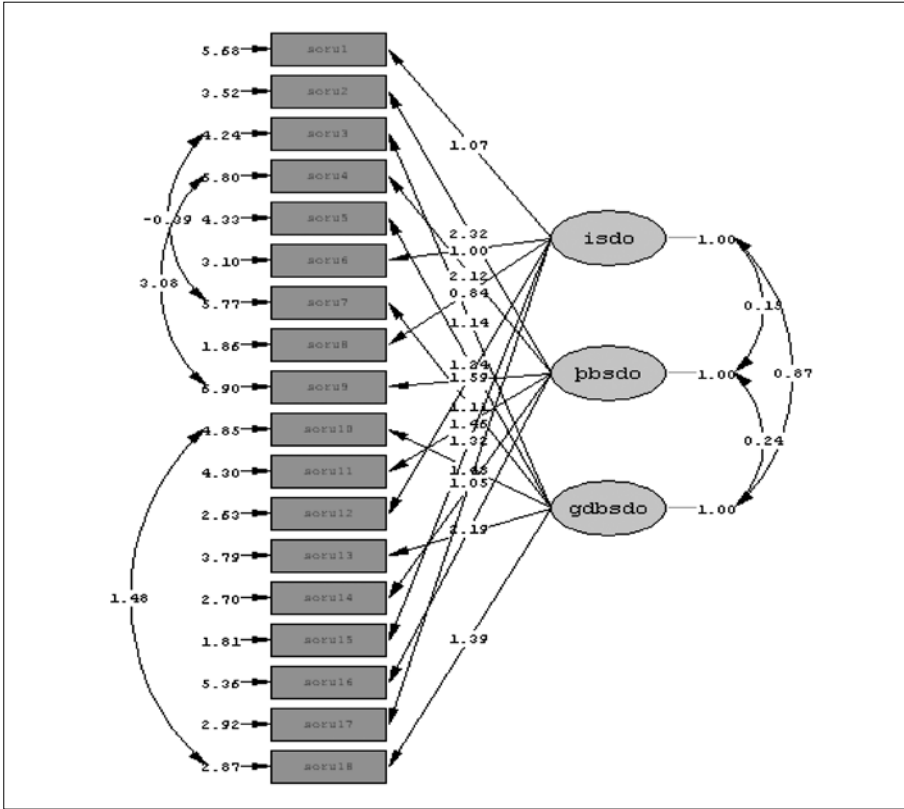 5.68 soru1
3.52 soru2
4.24 soru3
1.07
5.80 soru4
-0.39 4.33 soru5
2.32
isdo 1.00
3.10 soru6
1.00
3.08
2.12
5.77 soru7
0.84
0.15
1.14
1.86 soru8
1.24
þbsdo 1.00
0.87
6.90 soru9
1.59
1.11
1.46
4.85 soru10
1.32
0.24
4.30 soru11
1.05
gdbsdo 1.00
2.63 soru12
2.19
3.79 soru13
1.48
2.70 soru14
1.81 soru15
1.39
5.36 soru16
2.92 soru17
2.87 soru18